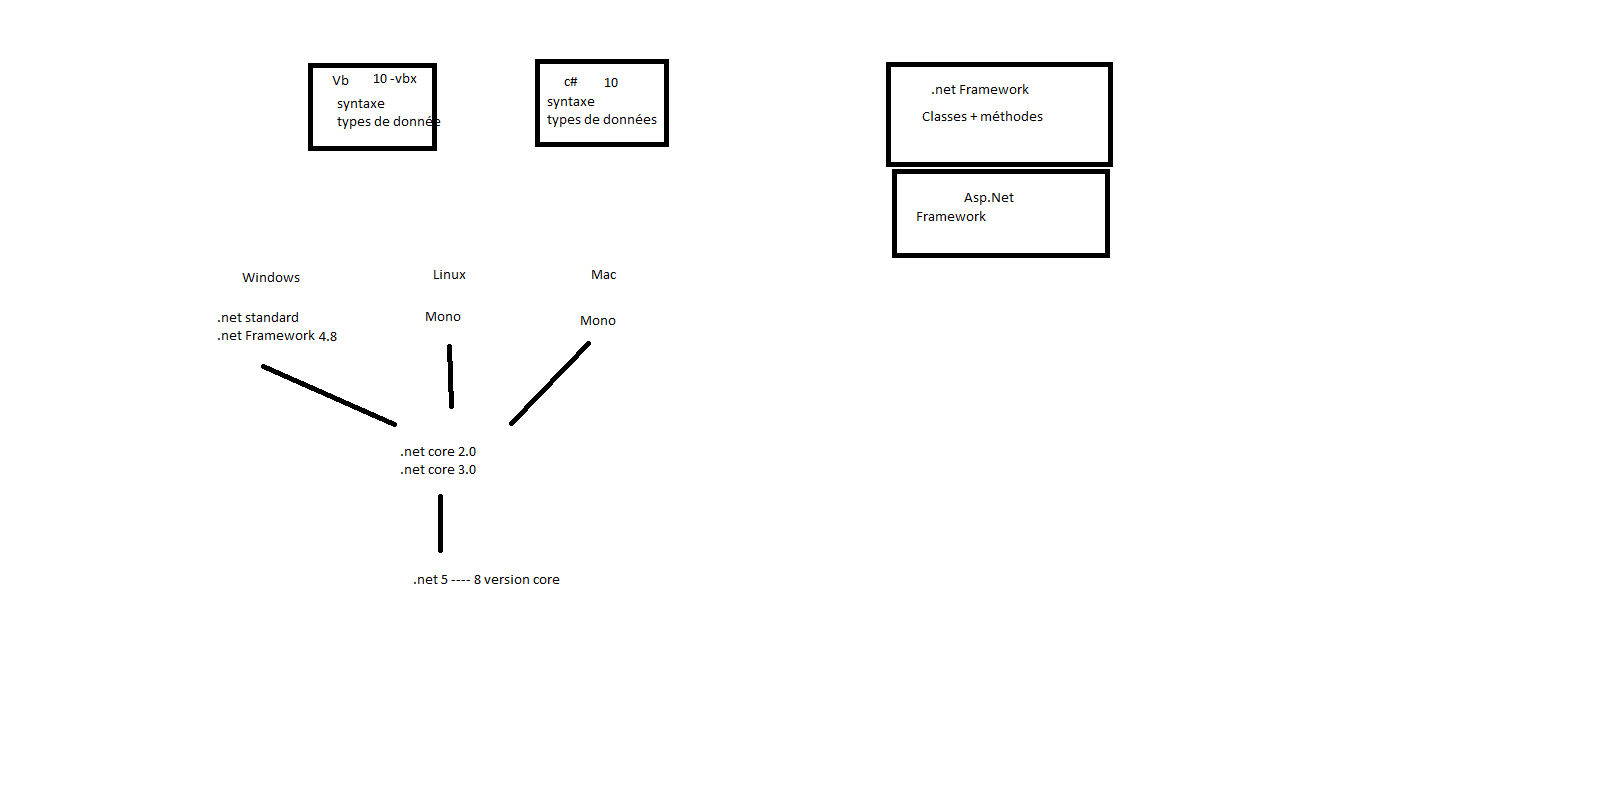 Vb 10 -vbx
syntaxe
types de donnée
c# 10
syntaxe
types de données
.net Framework
Classes + méthodes
Asp.Net
Framework
Windows
Linux
Mac
.net standard
.net Framework 4.8
Mono
Mono
.net core 2.0
.net core 3.0
.net 5 ---- 8 version core